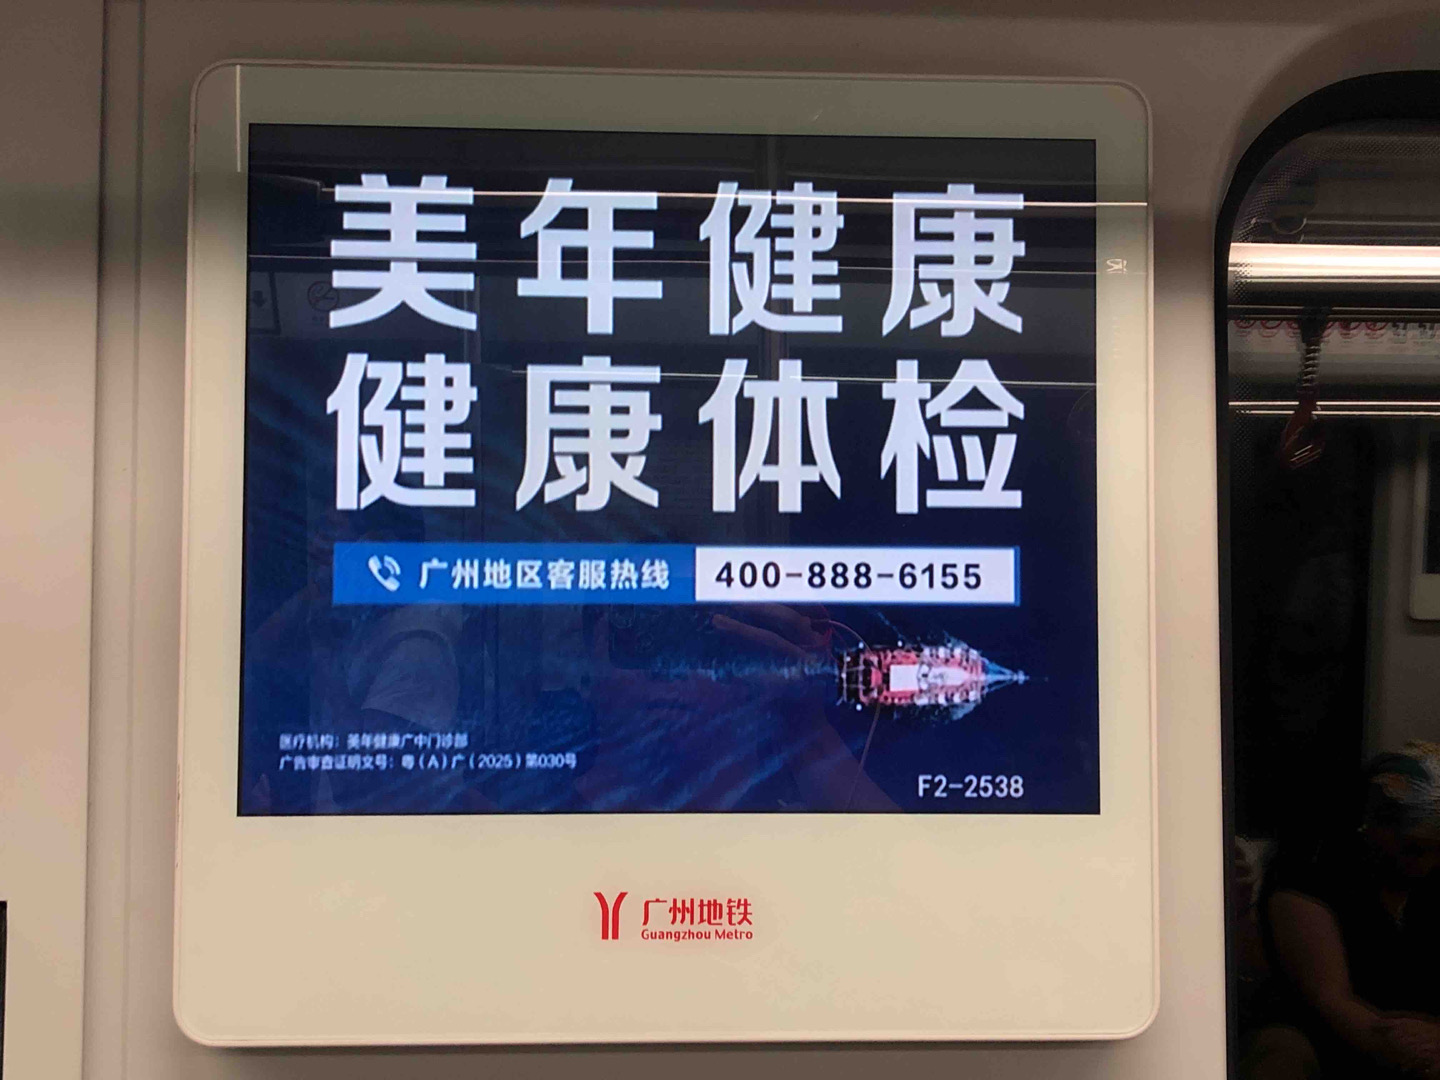 美年健康
健康体检
广州地区客服热线 400-888-6155
医疗机构：美年健康广中门诊部
广告审查证明文号：粤（A）广（2025）第030号
F2-2538
广州地铁
Guangzhou Metro